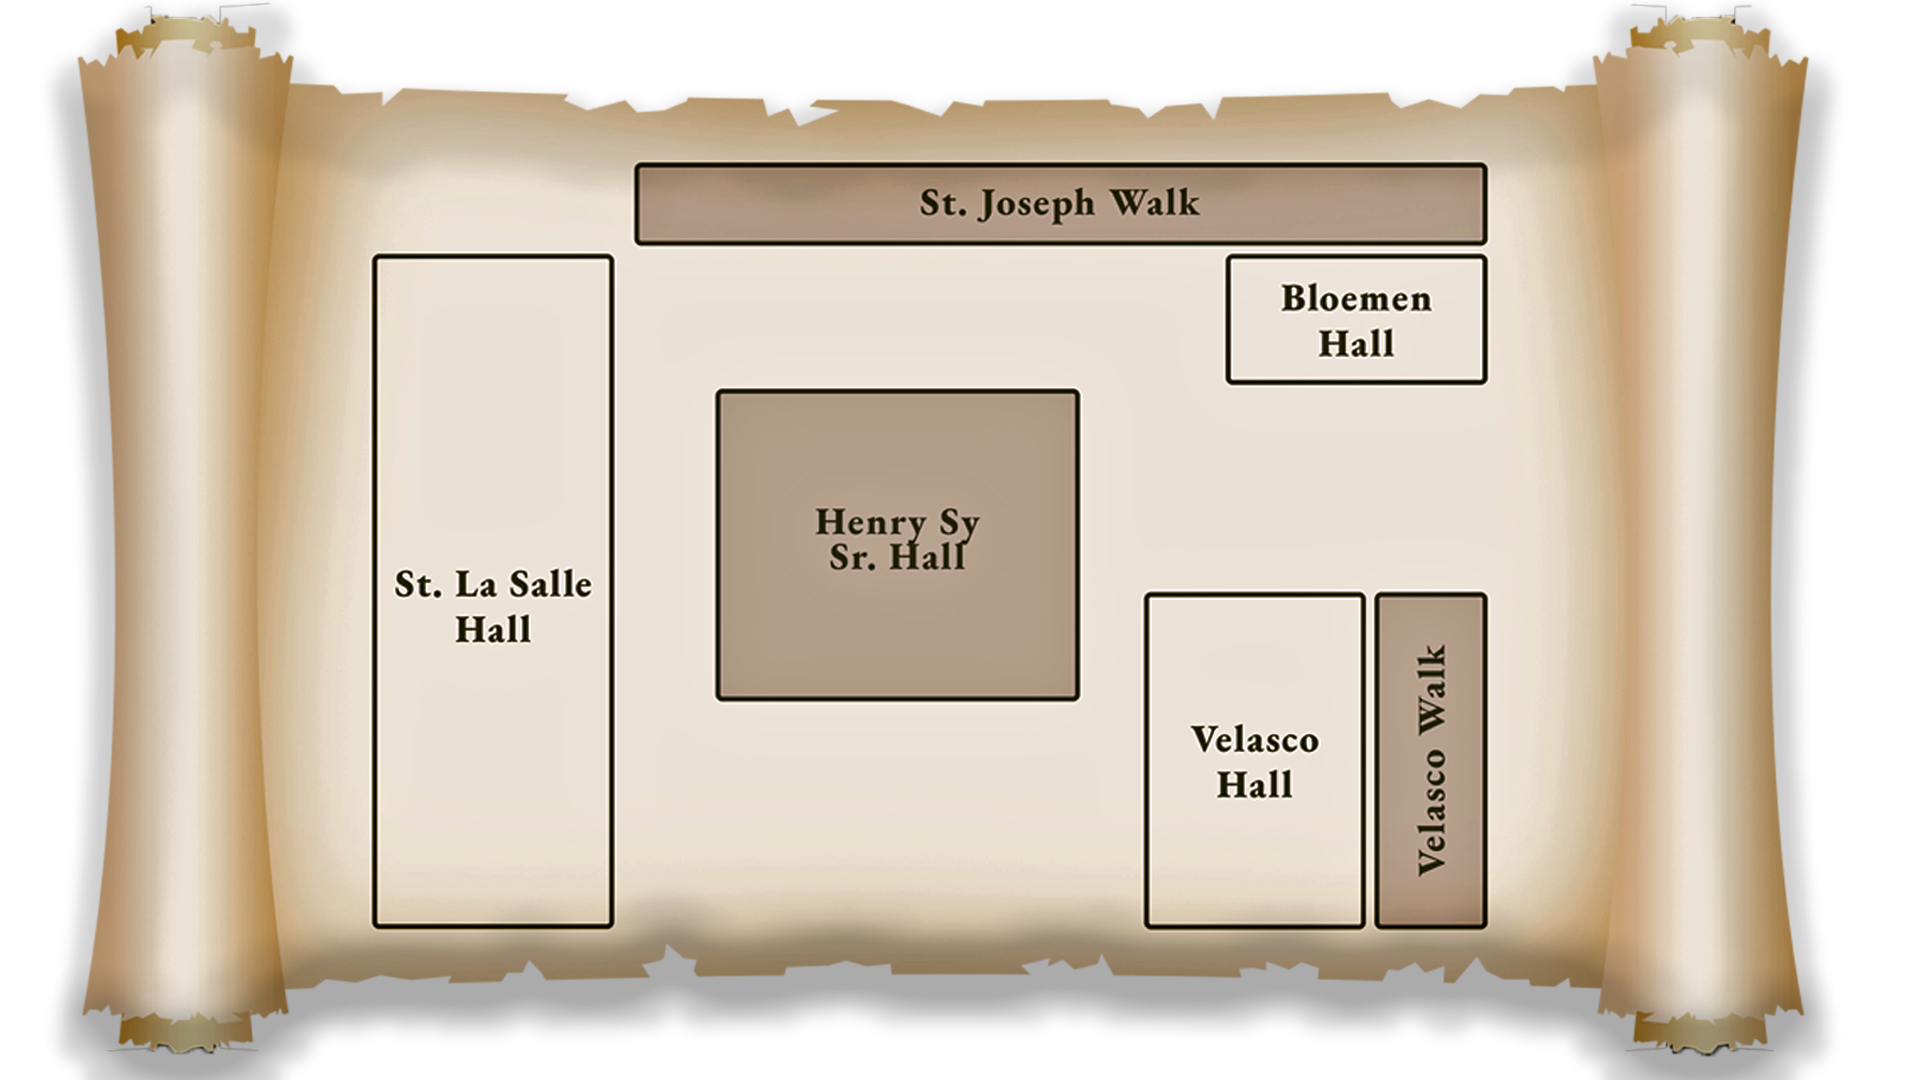 St. Joseph Walk
Bloemen
Hall
Henry Sy
Sr. Hall
St. La Salle
Hall
Velasco
Hall
Velasco Walk